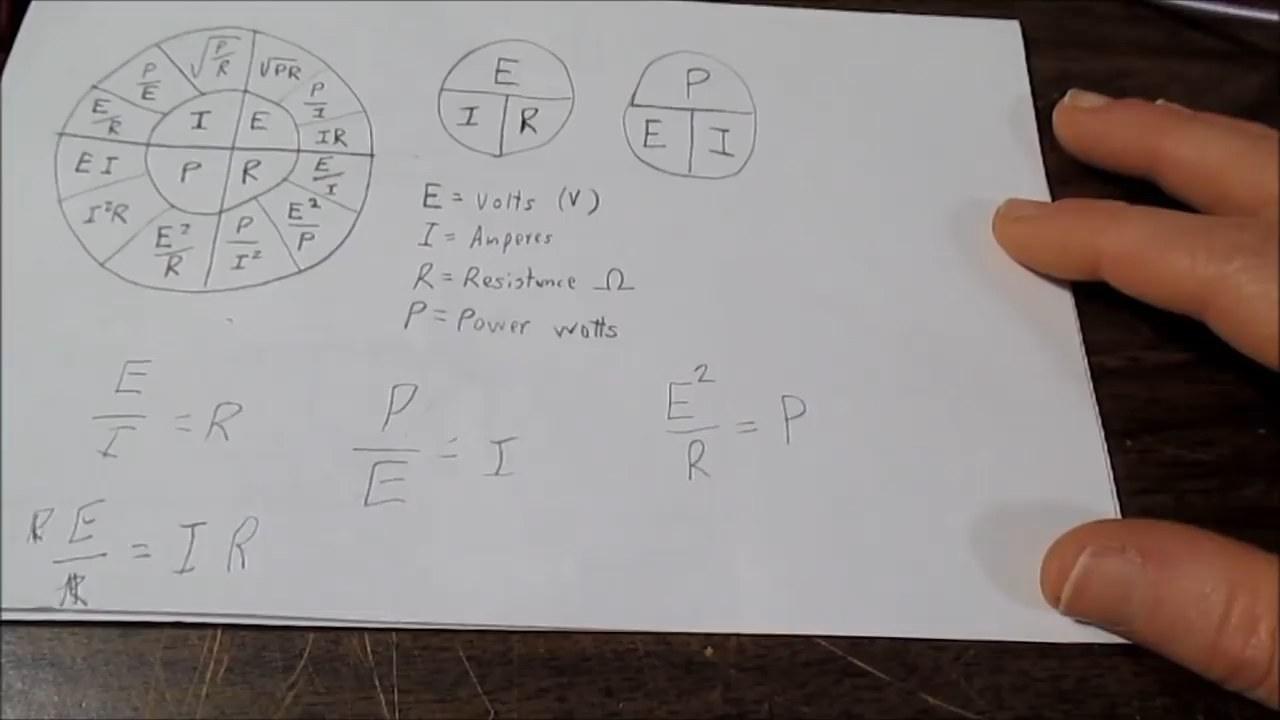 √P/R
√PR
P/E
P/I
E/R
I
E
IR
EI
P
R
E/I
I²R
E²/R
P/I²
E²/P
E
I R
P
E I
E = Volts (V)
I = Amperes
R = Resistance Ω
P = Power watts
E/I = R
P/E = I
E²/R = P
R E/R = I R